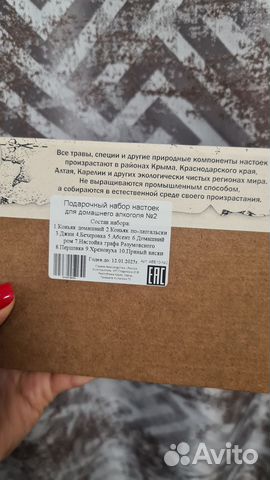 Все травы, специи и другие природные компоненты настоек
произрастают в районах Крыма, Краснодарского края,
Алтая, Карелии и других экологически чистых регионах мира.
Не выращиваются промышленным способом,
а собираются в естественной среде своего произрастания.
Подарочный набор настоек
для домашнего алкоголя №2
Состав набора:
1.Коньяк домашний 2.Коньяк по-латгальски
3.Джин 4.Бехеровка 5.Абсент 6.Домашний
ром 7.Настойка графа Разумовского
8.Перцовка 9.Хреновуха 10.Пряный виски
Годен до: 12.01.2025г.
EAC
Avito